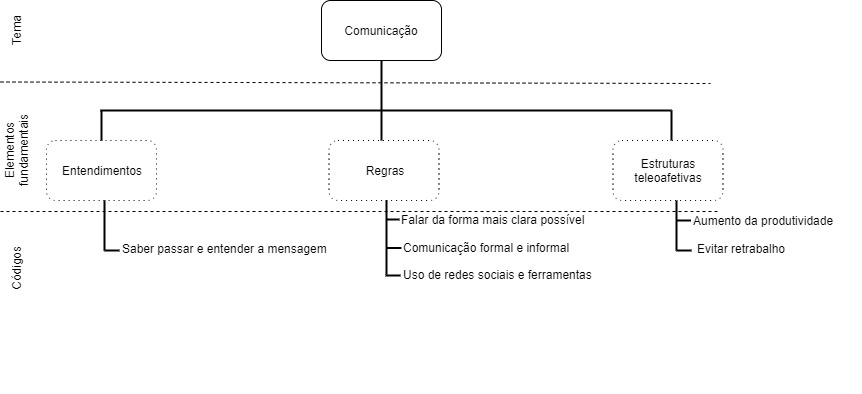 Tema
Comunicação
Elementos
fundamentais
Entendimentos
Regras
Estruturas
teleoafetivas
Códigos
Saber passar e entender a mensagem
Falar da forma mais clara possível
Comunicação formal e informal
Uso de redes sociais e ferramentas
Aumento da produtividade
Evitar retrabalho